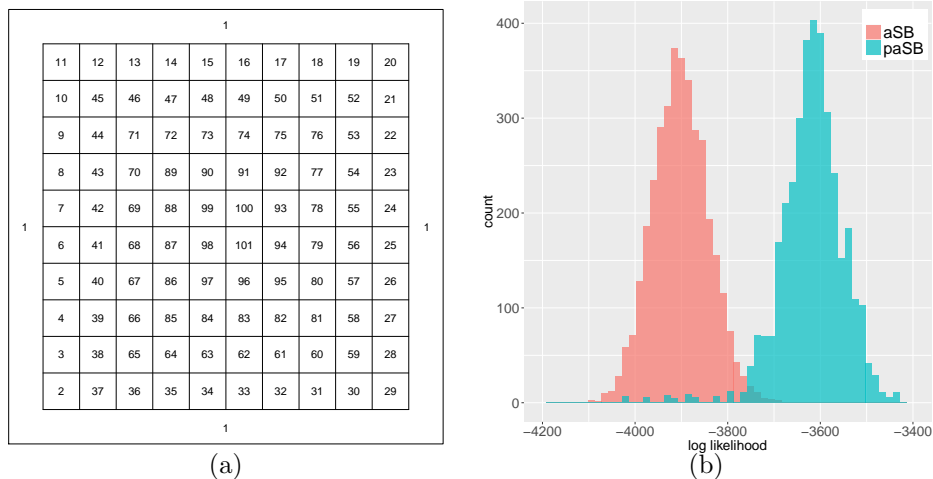 1
11 12 13 14 15 16 17 18 19 20
10 45 46 47 48 49 50 51 52 21
9 44 71 72 73 74 75 76 53 22
8 43 70 89 90 91 92 77 54 23
7 42 69 88 99 100 93 78 55 24
1 1
6 41 68 87 98 101 94 79 56 25
5 40 67 86 97 96 95 80 57 26
4 39 66 85 84 83 82 81 58 27
3 38 65 64 63 62 61 60 59 28
2 37 36 35 34 33 32 31 30 29
1
(a)
aSB
paSB
400
300
200
100
0
count
−4200 −4000 −3800 −3600 −3400
log likelihood
(b)